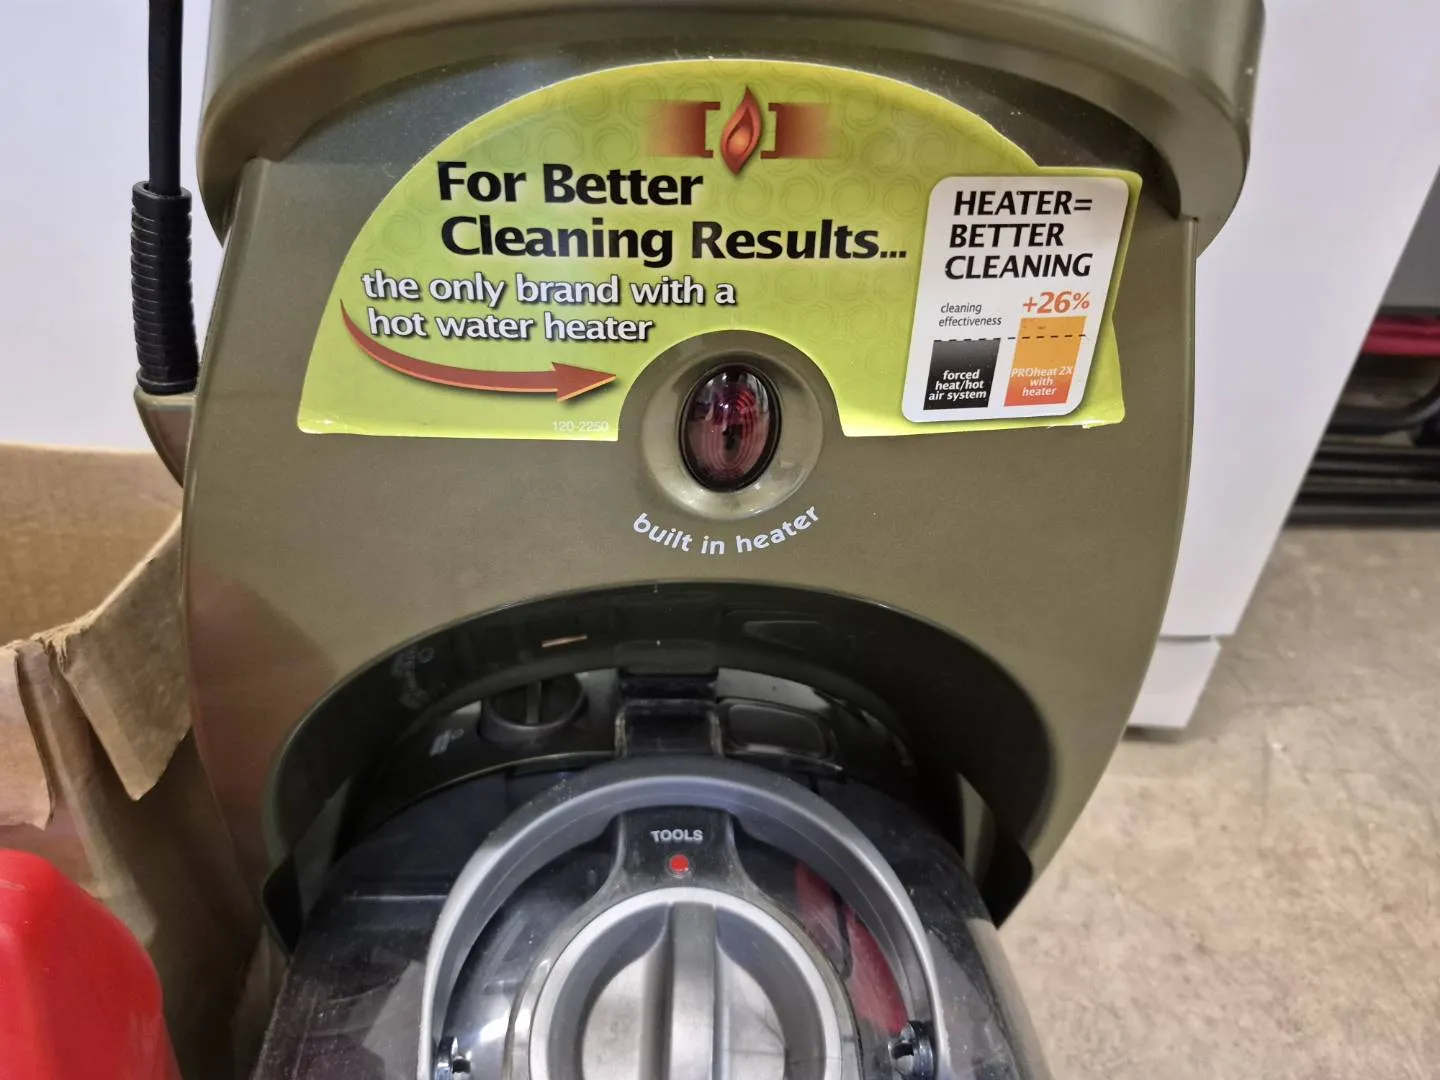 For Better
Cleaning Results...
the only brand with a
hot water heater
120-2250
HEATER=
BETTER
CLEANING
cleaning
effectiveness
+26%
forced
heat/hot
air system
PROheat 2X
with
heater
built in heater
TOOLS